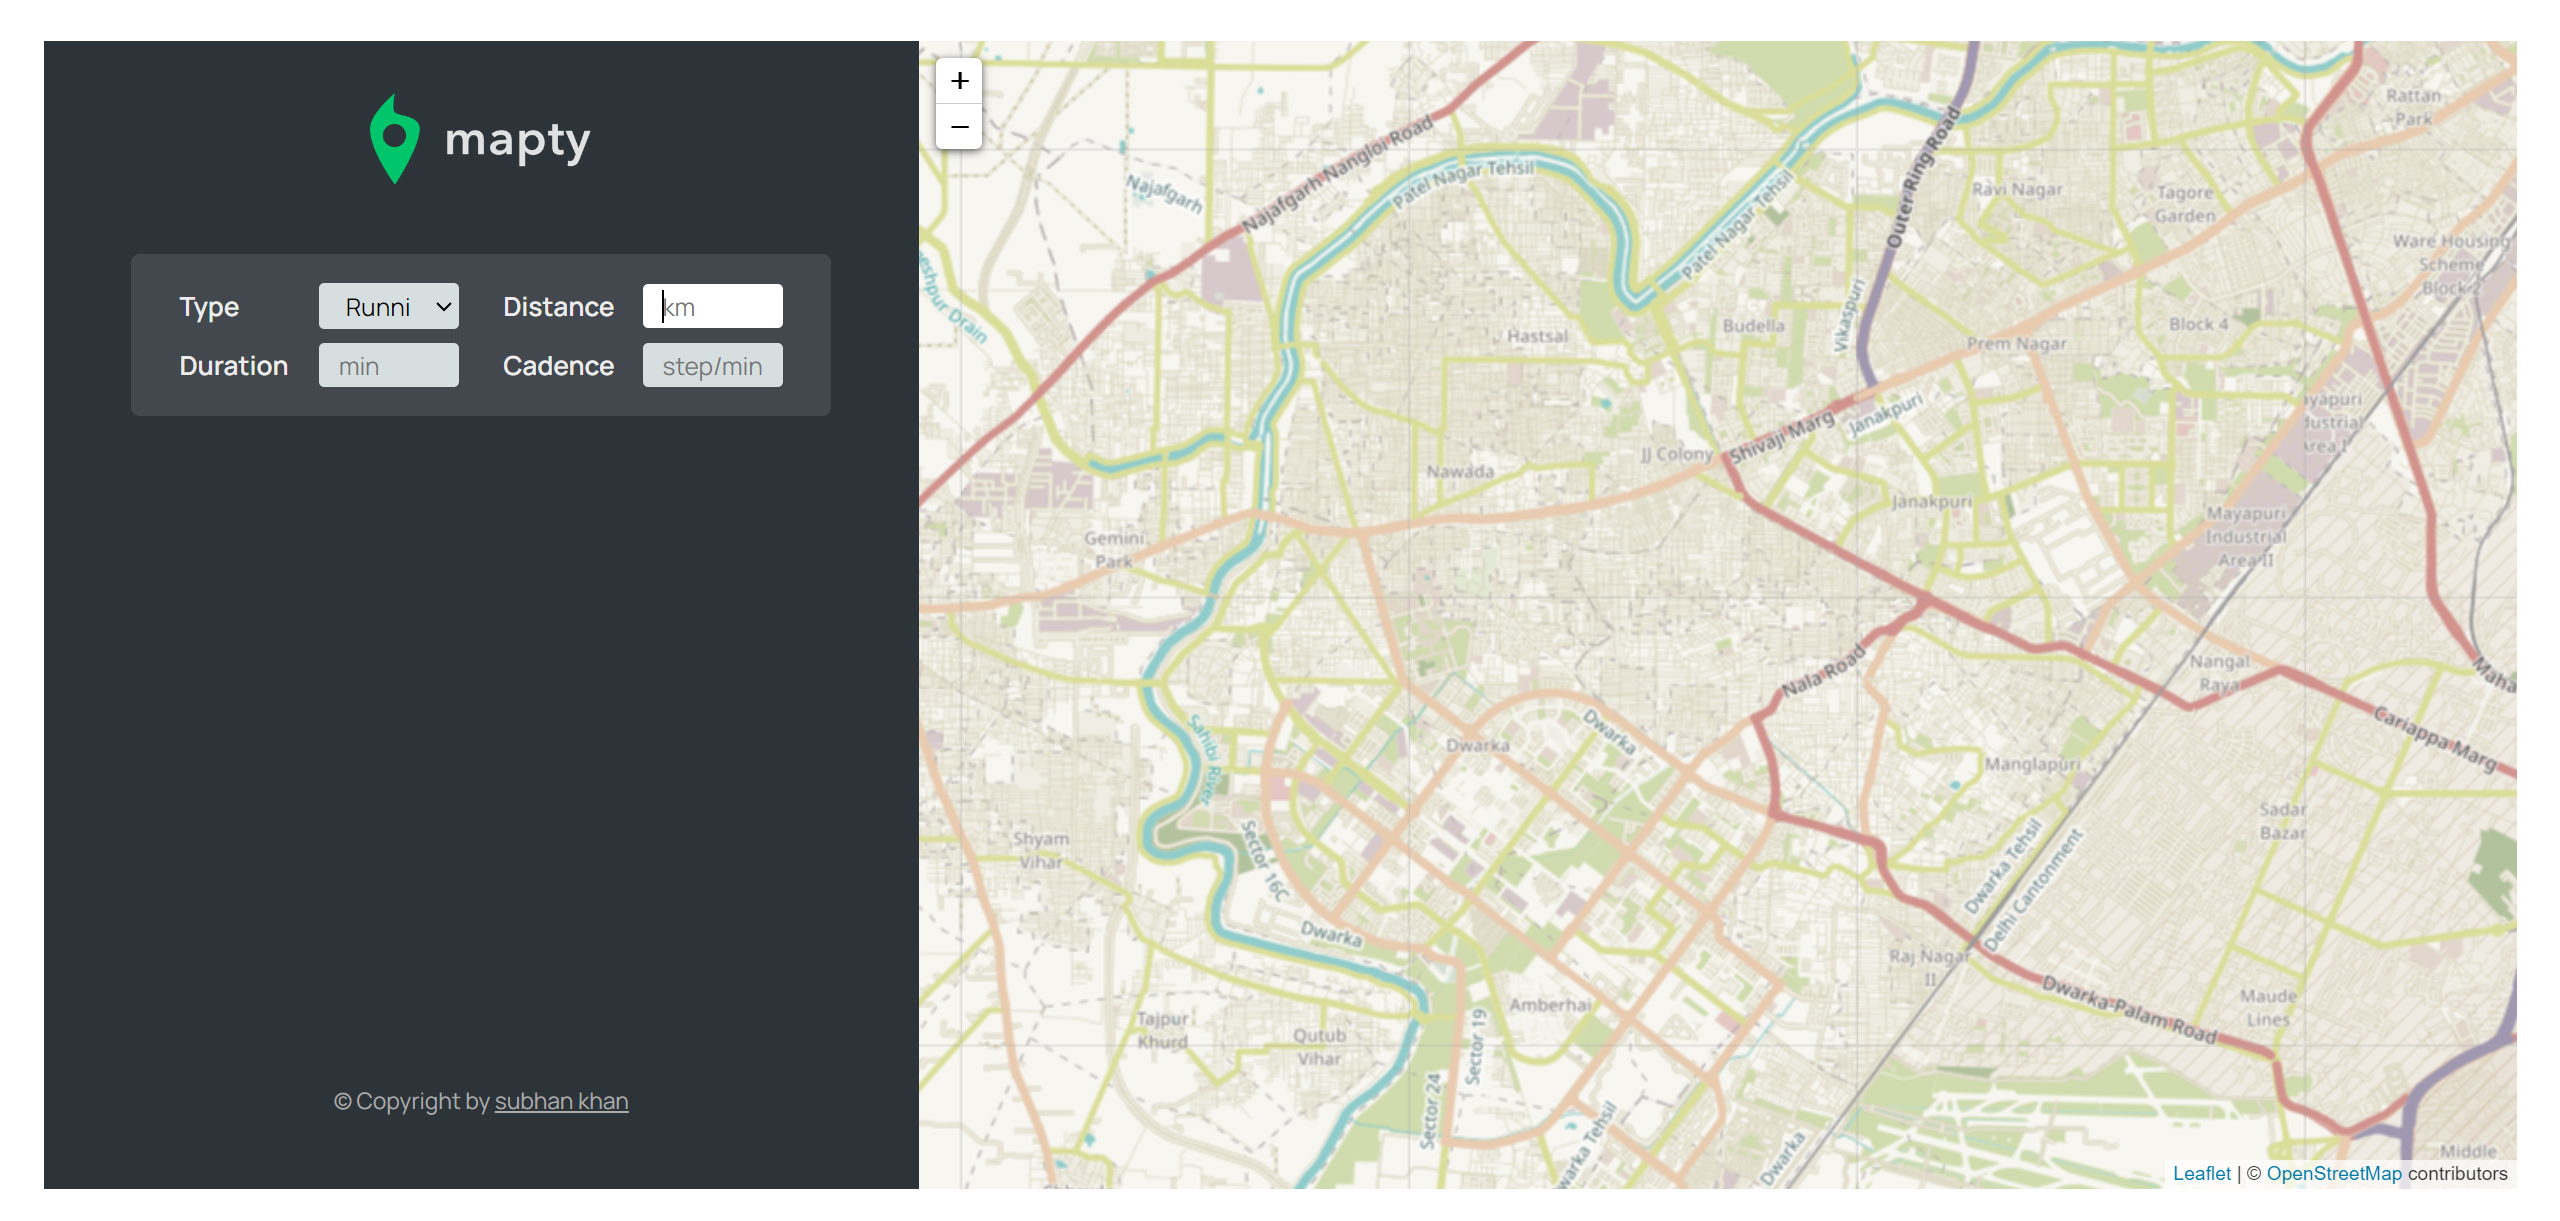 mapty
Type
Runni
Distance
km
Duration
min
Cadence
step/min
© Copyright by subhan khan
+
−
Najafgarh Nangloi Road
Najafgarh
Patel Nagar Tehsil
Patel Nagar Tehsil
Outer Ring Road
Rattan
Park
Ravi Nagar
Tagore
Garden
Ware Housing
Scheme
Block 2
Drain
Hastsal
Budella
Vikaspuri
Block 4
Prem Nagar
Janakpuri
Shivaji Marg
JJ Colony
Nawada
Janakpuri
Area I
Mayapuri
Industrial
Area II
Gemini
Park
Nala Road
Nangal
Raya
Cariappa Marg
Sahibi River
Dwarka
Dwarka
Manglapuri
Sadar
Bazar
Shyam
Vihar
Sector 16C
Dwarka
Dwarka Tehsil
Delhi Cantonment
Raj Nagar
II
Dwarka-Palam Road
Maude
Lines
Amberhai
Tajpur
Khurd
Qutub
Vihar
Sector 19
Sector 24
Dwarka
Middle
Leaflet | © OpenStreetMap contributors